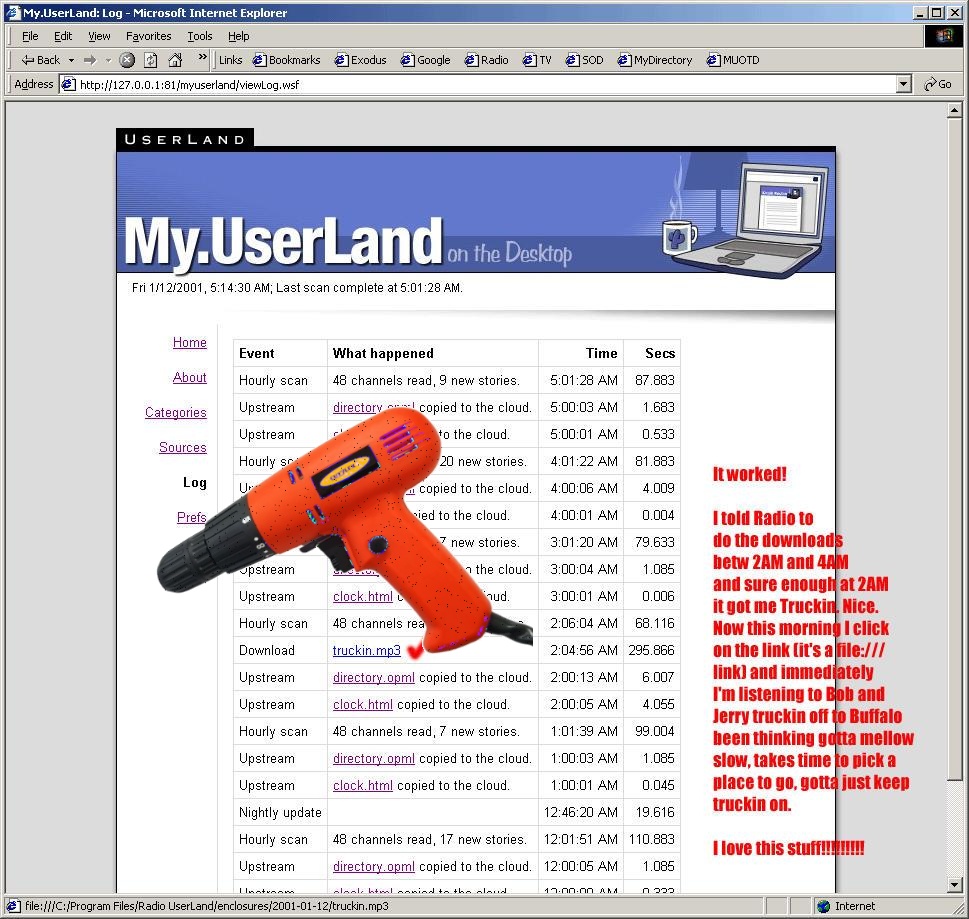 My.UserLand: Log - Microsoft Internet Explorer
File Edit View Favorites Tools Help
Back » Links Bookmarks Exodus Google Radio TV SOD MyDirectory MUOTD
Address http://127.0.0.1:81/myuserland/viewLog.wsf Go
USERLAND
My.UserLand on the Desktop
Fri 1/12/2001, 5:14:30 AM; Last scan complete at 5:01:28 AM.
Home
About
Categories
Sources
Log
Prefs
Event What happened Time Secs
Hourly scan 48 channels read, 9 new stories. 5:01:28 AM 87.883
Upstream directory.opml copied to the cloud. 5:00:03 AM 1.683
Upstream to the cloud. 5:00:01 AM 0.533
Hourly 20 new stories. 4:01:22 AM 81.883
copied to the cloud. 4:00:06 AM 4.009
ied to the cloud. 4:00:01 AM 0.004
7 new stories. 3:01:20 AM 79.633
Upstream to the cloud. 3:00:04 AM 1.085
Upstream clock.html the cloud. 3:00:01 AM 0.006
Hourly scan 48 channels stories. 2:06:04 AM 68.116
Download truckin.mp3 2:04:56 AM 295.866
Upstream directory.opml copied to the cloud. 2:00:13 AM 6.007
Upstream clock.html copied to the cloud. 2:00:05 AM 4.055
Hourly scan 48 channels read, 7 new stories. 1:01:39 AM 99.004
Upstream directory.opml copied to the cloud. 1:00:03 AM 1.085
Upstream clock.html copied to the cloud. 1:00:01 AM 0.045
Nightly update 12:46:20 AM 19.616
Hourly scan 48 channels read, 17 new stories. 12:01:51 AM 110.883
Upstream directory.opml copied to the cloud. 12:00:05 AM 1.085
Upstream clock.html copied to the cloud. 12:00:00 AM 0.333
It worked!
I told Radio to
do the downloads
betw 2AM and 4AM
and sure enough at 2AM
it got me Truckin. Nice.
Now this morning I click
on the link (it's a file:///
link) and immediately
I'm listening to Bob and
Jerry truckin off to Buffalo
been thinking gotta mellow
slow, takes time to pick a
place to go, gotta just keep
truckin on.
I love this stuff!!!!!!!!!
file:///C:/Program Files/Radio UserLand/enclosures/2001-01-12/truckin.mp3 Internet